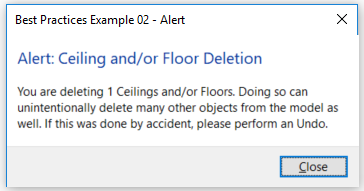 Best Practices Example 02 - Alert
Alert: Ceiling and/or Floor Deletion
You are deleting 1 Ceilings and/or Floors. Doing so can
unintentionally delete many other objects from the model as
well. If this was done by accident, please perform an Undo.
Close